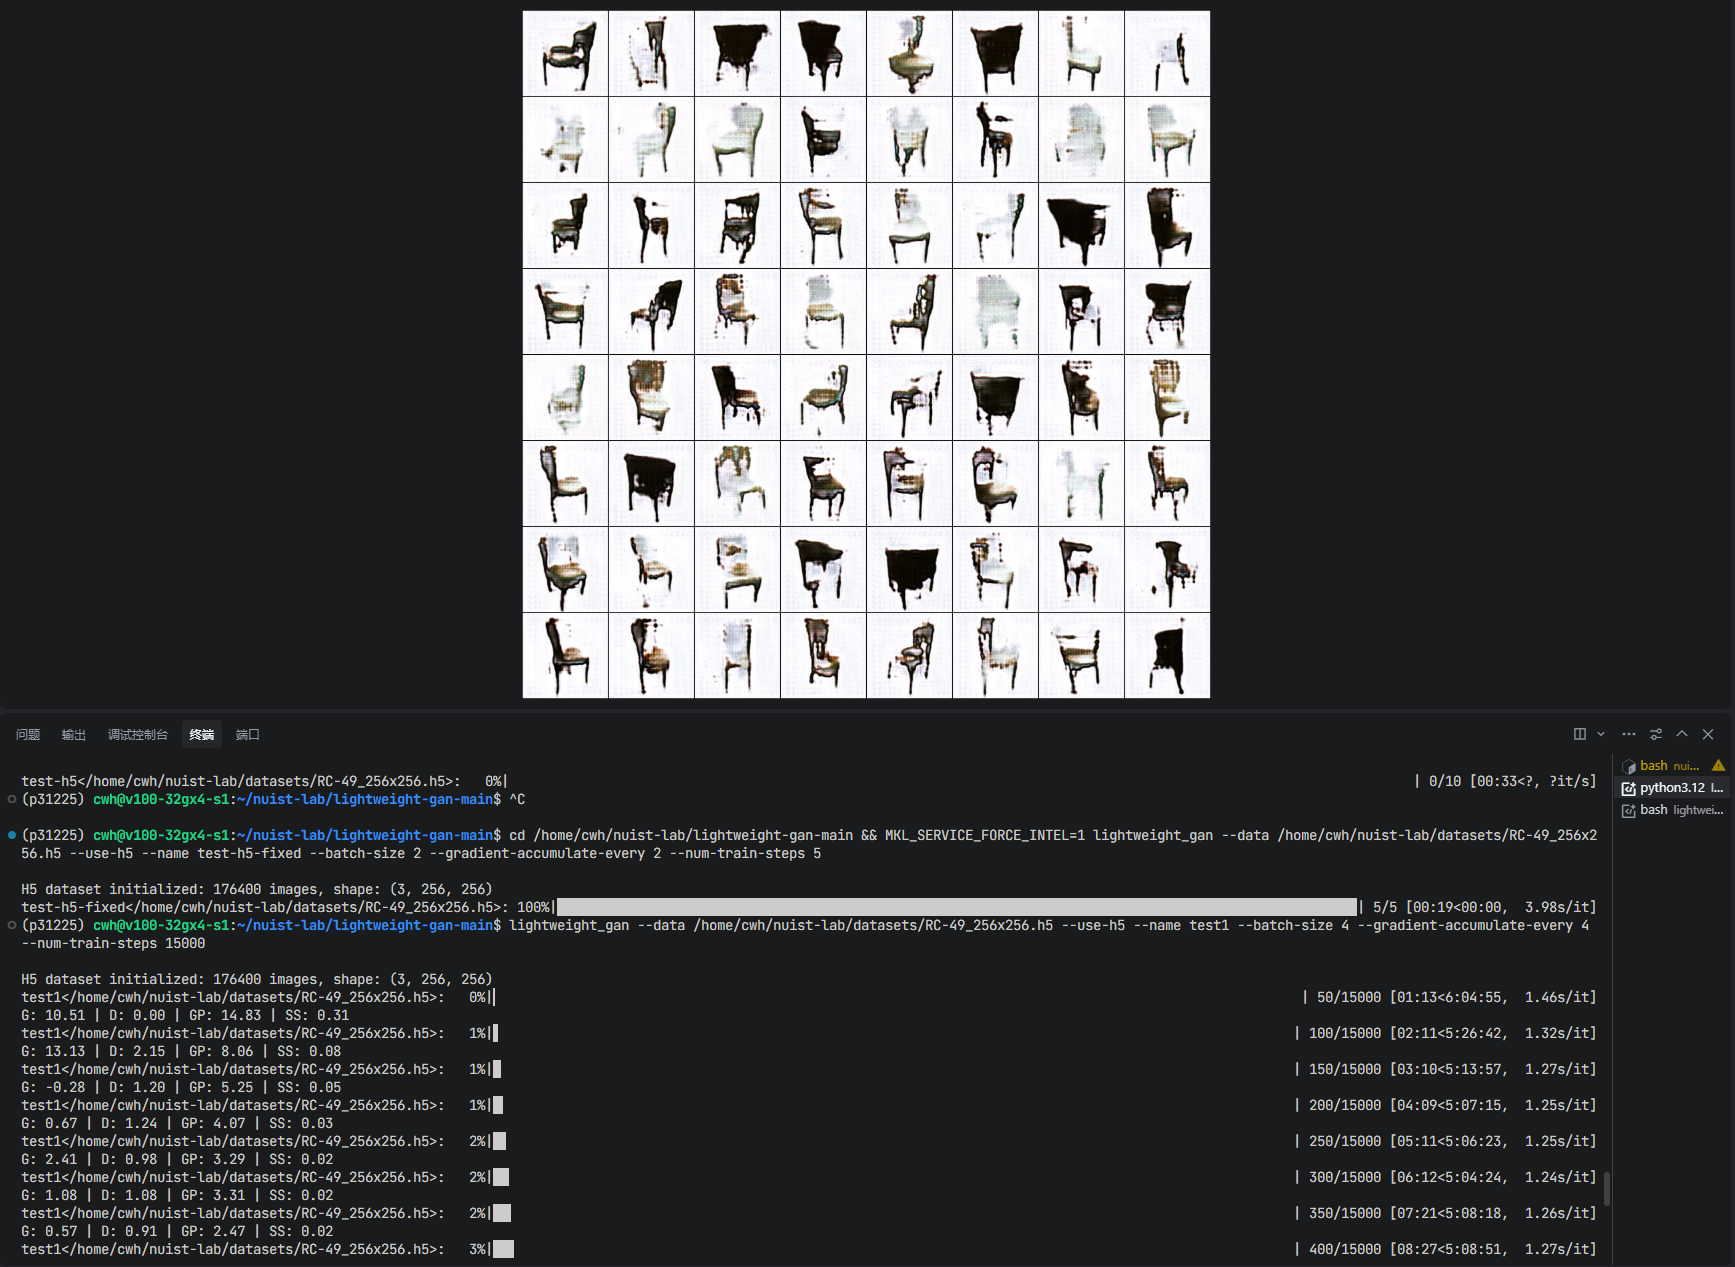 问题 输出 调试控制台 终端 端口
test-h5</home/cwh/nuist-lab/datasets/RC-49_256x256.h5>:   0%| | 0/10 [00:33<?, ?it/s]
(p31225) cwh@v100-32gx4-s1:~/nuist-lab/lightweight-gan-main$ ^C
(p31225) cwh@v100-32gx4-s1:~/nuist-lab/lightweight-gan-main$ cd /home/cwh/nuist-lab/lightweight-gan-main && MKL_SERVICE_FORCE_INTEL=1 lightweight_gan --data /home/cwh/nuist-lab/datasets/RC-49_256x2
56.h5 --use-h5 --name test-h5-fixed --batch-size 2 --gradient-accumulate-every 2 --num-train-steps 5
H5 dataset initialized: 176400 images, shape: (3, 256, 256)
test-h5-fixed</home/cwh/nuist-lab/datasets/RC-49_256x256.h5>: 100%| | 5/5 [00:19<00:00,  3.98s/it]
(p31225) cwh@v100-32gx4-s1:~/nuist-lab/lightweight-gan-main$ lightweight_gan --data /home/cwh/nuist-lab/datasets/RC-49_256x256.h5 --use-h5 --name test1 --batch-size 4 --gradient-accumulate-every 4
--num-train-steps 15000
H5 dataset initialized: 176400 images, shape: (3, 256, 256)
test1</home/cwh/nuist-lab/datasets/RC-49_256x256.h5>:   0%| | 50/15000 [01:13<6:04:55,  1.46s/it]
G: 10.51 | D: 0.00 | GP: 14.83 | SS: 0.31
test1</home/cwh/nuist-lab/datasets/RC-49_256x256.h5>:   1%| | 100/15000 [02:11<5:26:42,  1.32s/it]
G: 13.13 | D: 2.15 | GP: 8.06 | SS: 0.08
test1</home/cwh/nuist-lab/datasets/RC-49_256x256.h5>:   1%| | 150/15000 [03:10<5:13:57,  1.27s/it]
G: -0.28 | D: 1.20 | GP: 5.25 | SS: 0.05
test1</home/cwh/nuist-lab/datasets/RC-49_256x256.h5>:   1%| | 200/15000 [04:09<5:07:15,  1.25s/it]
G: 0.67 | D: 1.24 | GP: 4.07 | SS: 0.03
test1</home/cwh/nuist-lab/datasets/RC-49_256x256.h5>:   2%| | 250/15000 [05:11<5:06:23,  1.25s/it]
G: 2.41 | D: 0.98 | GP: 3.29 | SS: 0.02
test1</home/cwh/nuist-lab/datasets/RC-49_256x256.h5>:   2%| | 300/15000 [06:12<5:04:24,  1.24s/it]
G: 1.08 | D: 1.08 | GP: 3.31 | SS: 0.02
test1</home/cwh/nuist-lab/datasets/RC-49_256x256.h5>:   2%| | 350/15000 [07:21<5:08:18,  1.26s/it]
G: 0.57 | D: 0.91 | GP: 2.47 | SS: 0.02
test1</home/cwh/nuist-lab/datasets/RC-49_256x256.h5>:   3%| | 400/15000 [08:27<5:08:51,  1.27s/it]
bash nui...
python3.12 l...
bash lightwei...